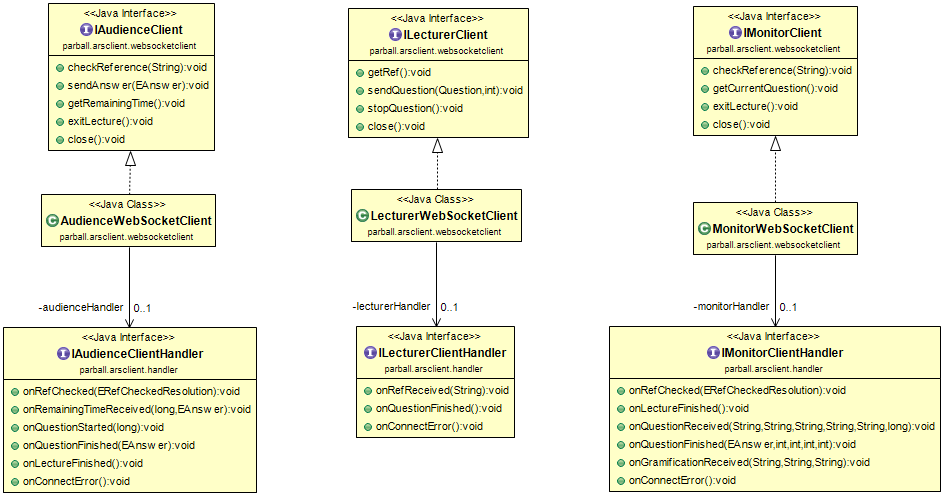 <<Java Interface>>
IAudienceClient
parball.arsclient.websocketclient
checkReference(String):void
sendAnswer(EAnswer):void
getRemainingTime():void
exitLecture():void
close():void
<<Java Class>>
AudienceWebSocketClient
parball.arsclient.websocketclient
-audienceHandler 0..1
<<Java Interface>>
IAudienceClientHandler
parball.arsclient.handler
onRefChecked(ERefCheckedResolution):void
onRemainingTimeReceived(long,EAnswer):void
onQuestionStarted(long):void
onQuestionFinished(EAnswer):void
onLectureFinished():void
onConnectError():void
<<Java Interface>>
ILecturerClient
parball.arsclient.websocketclient
getRef():void
sendQuestion(Question,int):void
stopQuestion():void
close():void
<<Java Class>>
LecturerWebSocketClient
parball.arsclient.websocketclient
-lecturerHandler 0..1
<<Java Interface>>
ILecturerClientHandler
parball.arsclient.handler
onRefReceived(String):void
onQuestionFinished():void
onConnectError():void
<<Java Interface>>
IMonitorClient
parball.arsclient.websocketclient
checkReference(String):void
getCurrentQuestion():void
exitLecture():void
close():void
<<Java Class>>
MonitorWebSocketClient
parball.arsclient.websocketclient
-monitorHandler 0..1
<<Java Interface>>
IMonitorClientHandler
parball.arsclient.handler
onRefChecked(ERefCheckedResolution):void
onLectureFinished():void
onQuestionReceived(String,String,String,String,String,long):void
onQuestionFinished(EAnswer,int,int,int,int):void
onGramificationReceived(String,String,String):void
onConnectError():void